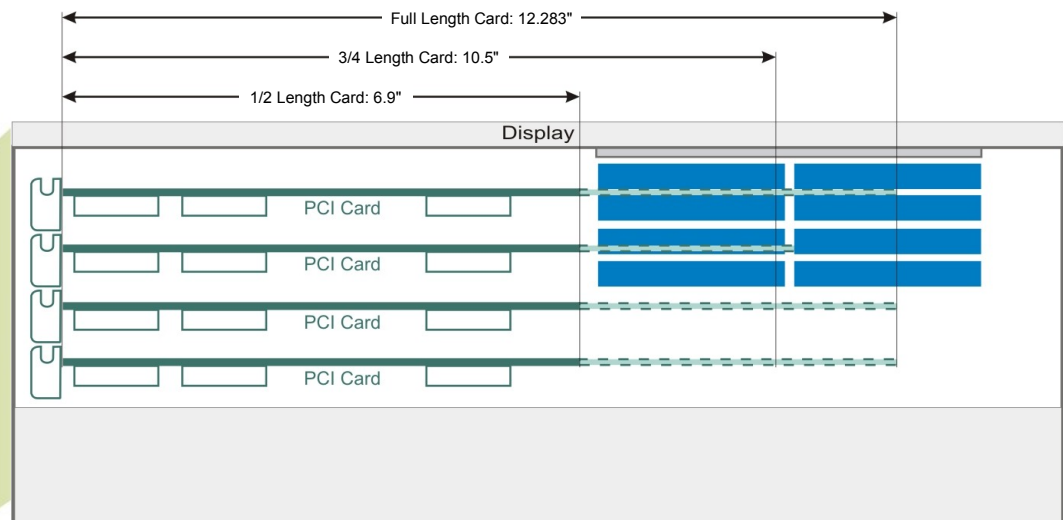 Full Length Card: 12.283"
3/4 Length Card: 10.5"
1/2 Length Card: 6.9"
Display
PCI Card
PCI Card
PCI Card
PCI Card